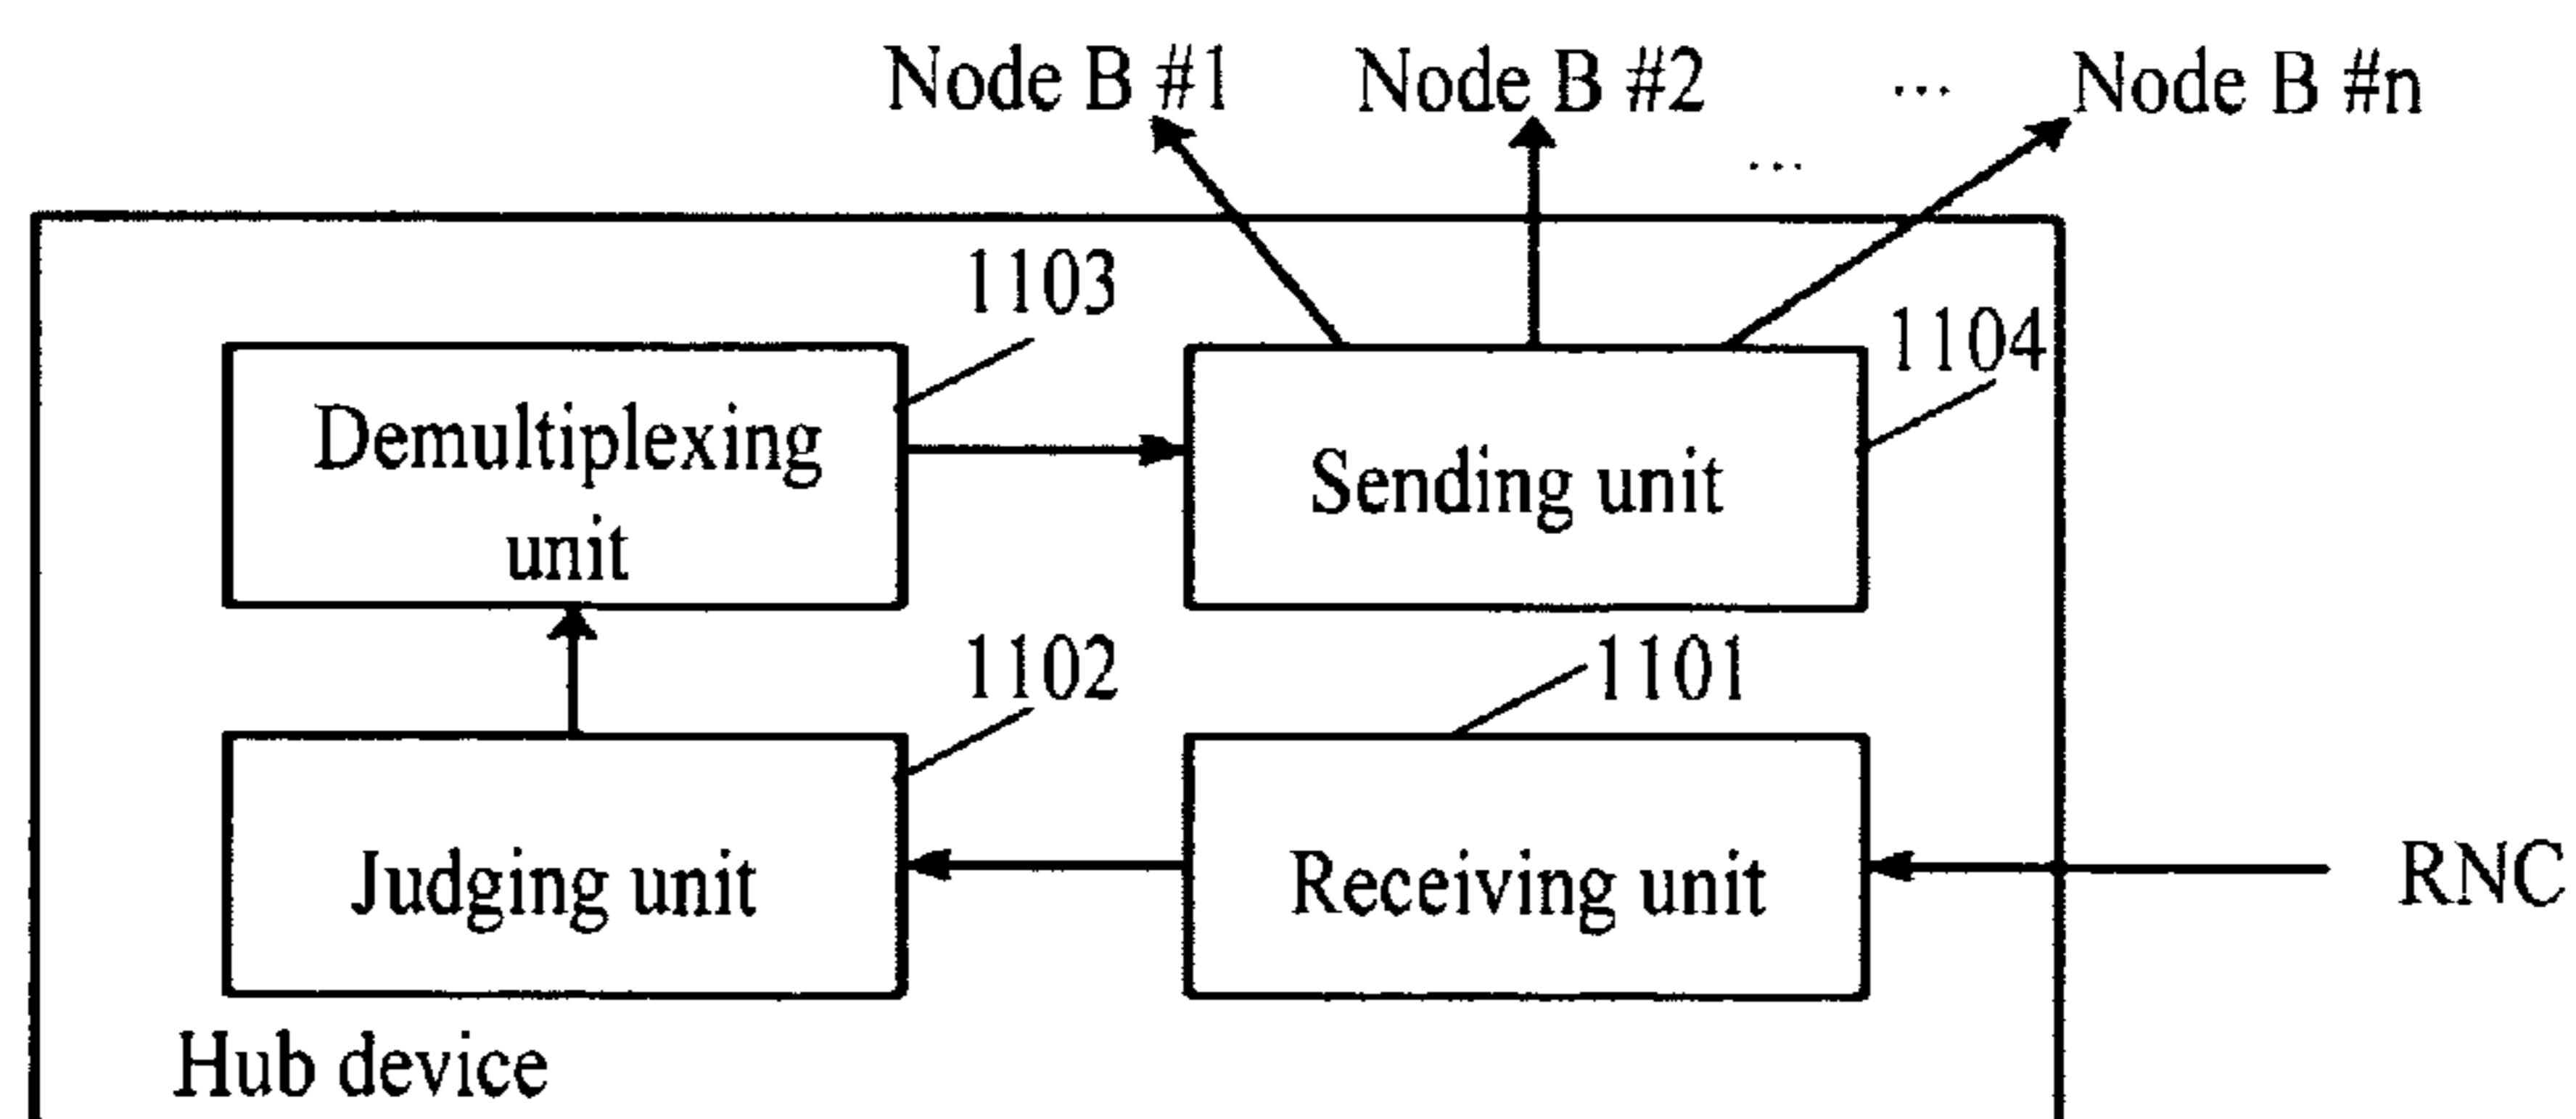 Node B #1 Node B #2 ... Node B #n
...
1103
1104
Demultiplexing
unit
Sending unit
1102
1101
Judging unit
Receiving unit
RNC
Hub device